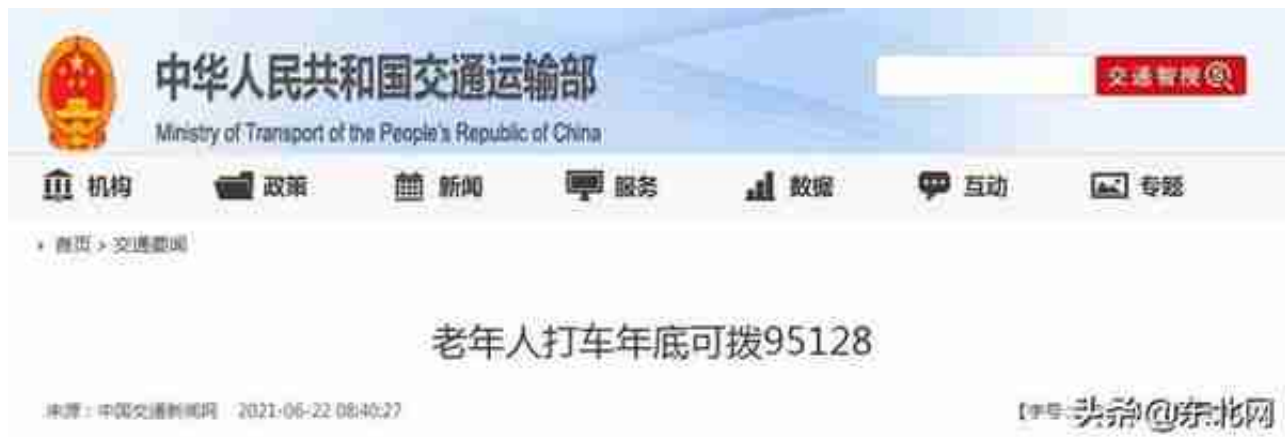 中华人民共和国交通运输部
Ministry of Transport of the People's Republic of China
交通智搜
机构 政策 新闻 服务 数据 互动 专题
首页 > 交通要闻
老年人打车年底可拨95128
来源：中国交通新闻网 2021-06-22 08:40:27
【字号
头条@东北网